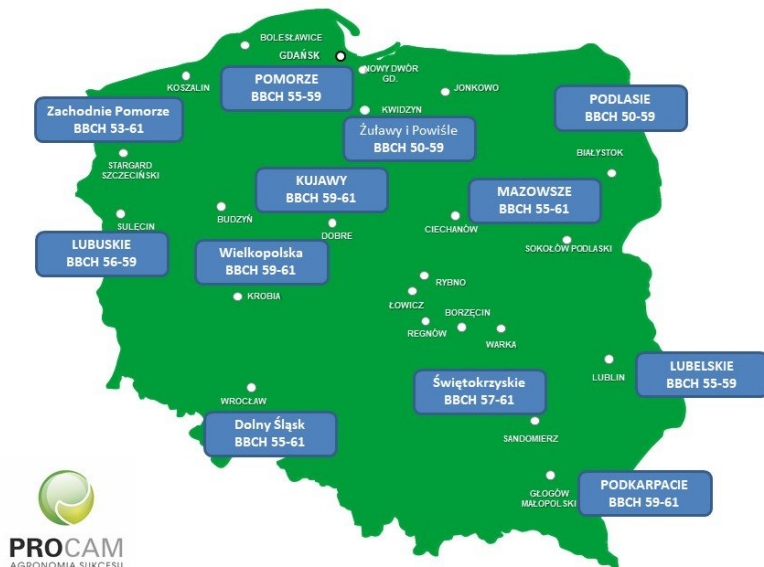 BOLESŁAWICE
GDAŃSK
NOWY DWÓR
GD.
KOSZALIN
POMORZE
BBCH 55-59
JONKOWO
Zachodnie Pomorze
BBCH 53-61
KWIDZYN
PODLASIE
BBCH 50-59
Żuławy i Powiśle
BBCH 50-59
STARGARD
SZCZECIŃSKI
BIAŁYSTOK
KUJAWY
BBCH 59-61
MAZOWSZE
BBCH 55-61
SULĘCIN
BUDZYŃ
DOBRE
CIECHANÓW
LUBUSKIE
BBCH 56-59
Wielkopolska
BBCH 59-61
SOKOŁÓW PODLASKI
RYBNO
KROBIA
ŁOWICZ
BORZĘCIN
REGNÓW
WARKA
LUBLIN
LUBELSKIE
BBCH 55-59
Świętokrzyskie
BBCH 57-61
WROCŁAW
Dolny Śląsk
BBCH 55-61
SANDOMIERZ
GŁOGÓW
MAŁOPOLSKI
PODKARPACIE
BBCH 59-61
PROCAM
AGRONOMIA SUKCESU